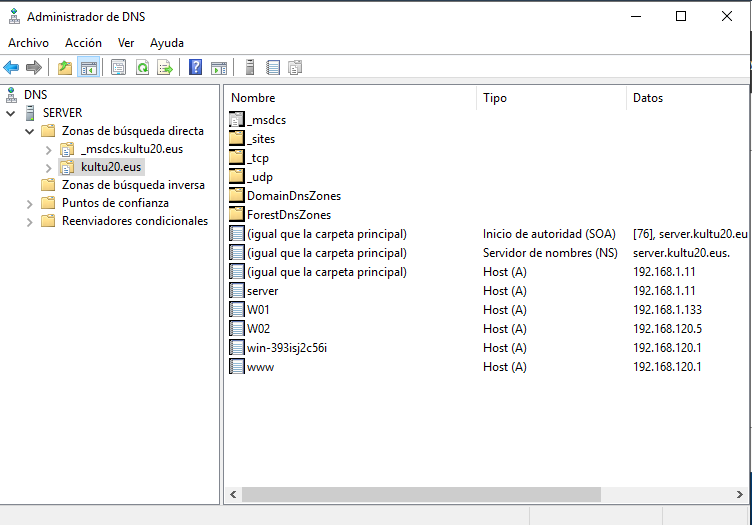 Administrador de DNS
Archivo Acción Ver Ayuda
DNS
SERVER
Zonas de búsqueda directa
_msdcs.kultu20.eus
kultu20.eus
Zonas de búsqueda inversa
Puntos de confianza
Reenviadores condicionales
Nombre Tipo Datos
_msdcs
_sites
_tcp
_udp
DomainDnsZones
ForestDnsZones
(igual que la carpeta principal) Inicio de autoridad (SOA) [76], server.kultu20.eu
(igual que la carpeta principal) Servidor de nombres (NS) server.kultu20.eus.
(igual que la carpeta principal) Host (A) 192.168.1.11
server Host (A) 192.168.1.11
W01 Host (A) 192.168.1.133
W02 Host (A) 192.168.120.5
win-393isj2c56i Host (A) 192.168.120.1
www Host (A) 192.168.120.1